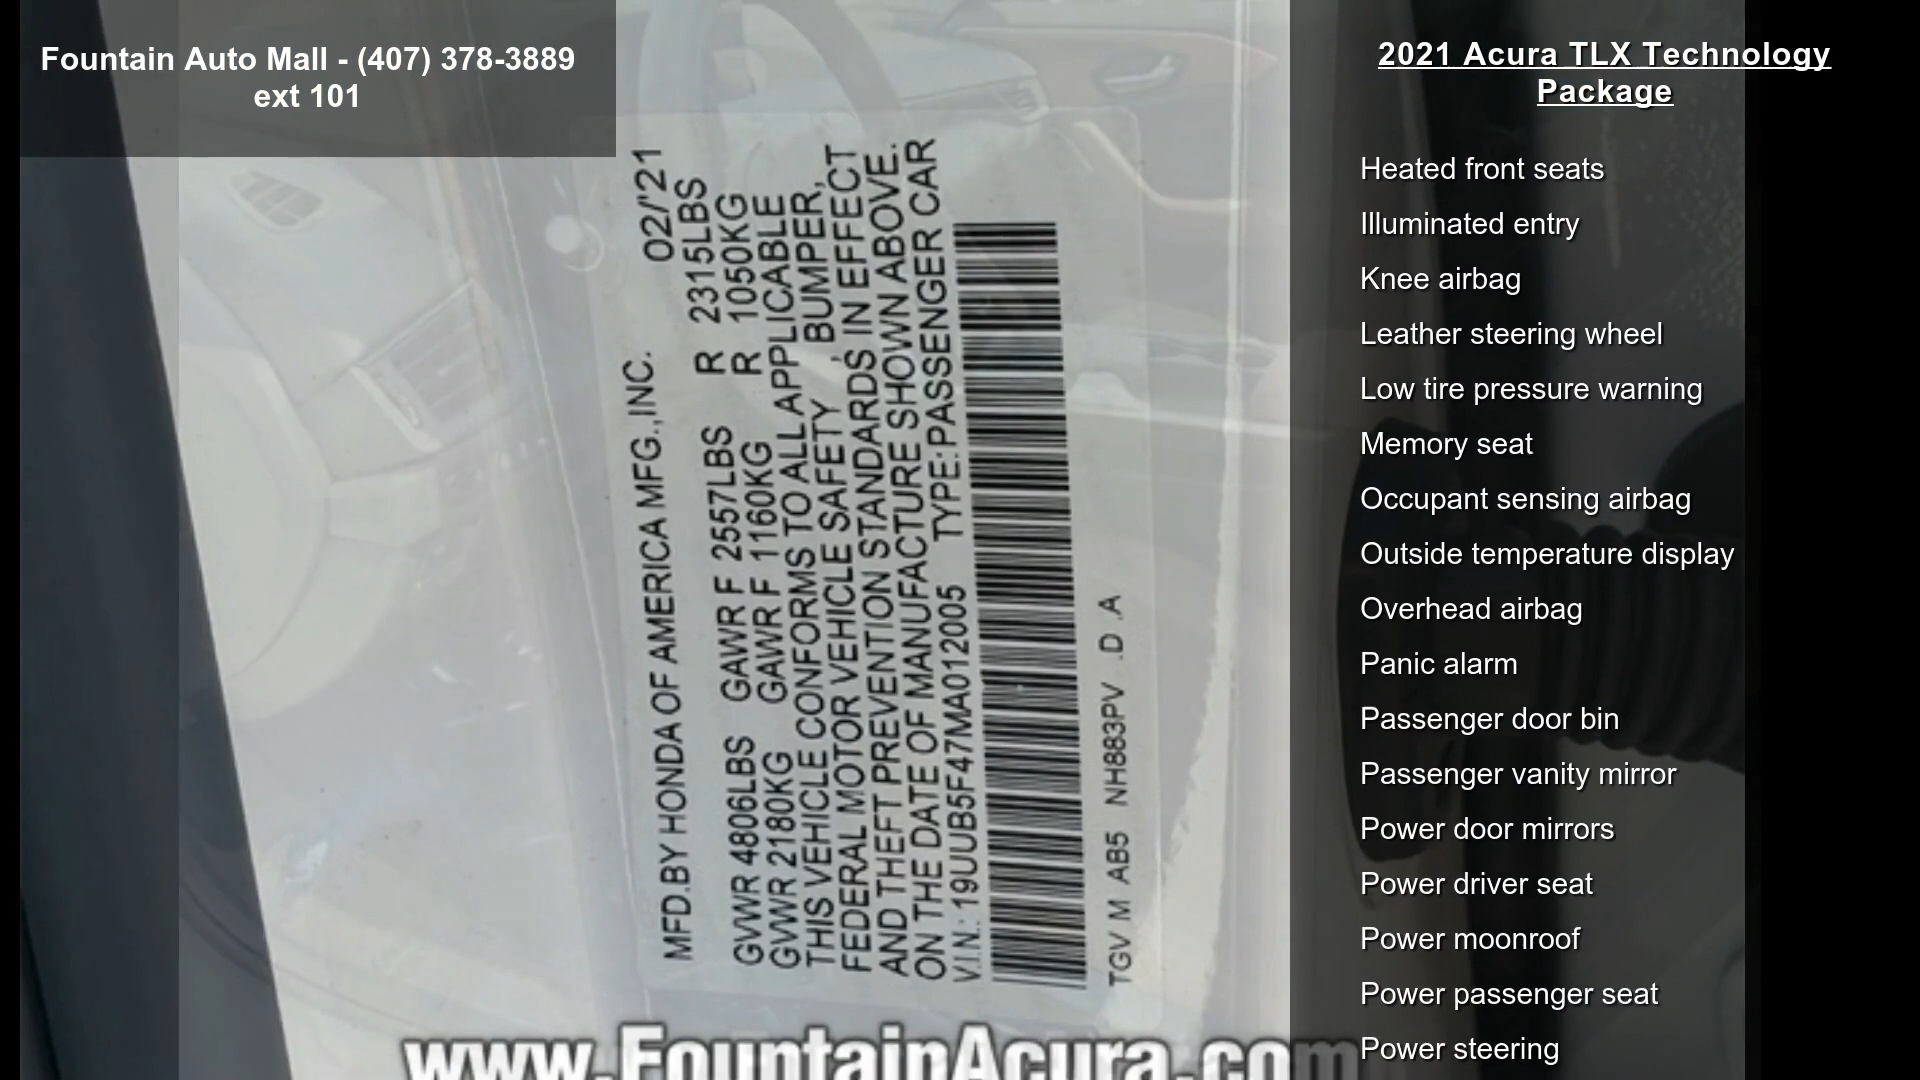 Fountain Auto Mall - (407) 378-3889
ext 101
MFD.BY HONDA OF AMERICA MFG.,INC. 02/'21
GVWR 4806LBS GAWR F 2557LBS R 2315LBS
GVWR 2180KG GAWR F 1160KG R 1050KG
THIS VEHICLE CONFORMS TO ALL APPLICABLE
FEDERAL MOTOR VEHICLE SAFETY , BUMPER,
AND THEFT PREVENTION STANDARDS IN EFFECT
ON THE DATE OF MANUFACTURE SHOWN ABOVE.
V.I.N.: 19UUB5F47MA012005 TYPE:PASSENGER CAR
TGV M AB5 NH883PV .D .A
www.FountainAcura.com
2021 Acura TLX Technology
Package
Heated front seats
Illuminated entry
Knee airbag
Leather steering wheel
Low tire pressure warning
Memory seat
Occupant sensing airbag
Outside temperature display
Overhead airbag
Panic alarm
Passenger door bin
Passenger vanity mirror
Power door mirrors
Power driver seat
Power moonroof
Power passenger seat
Power steering